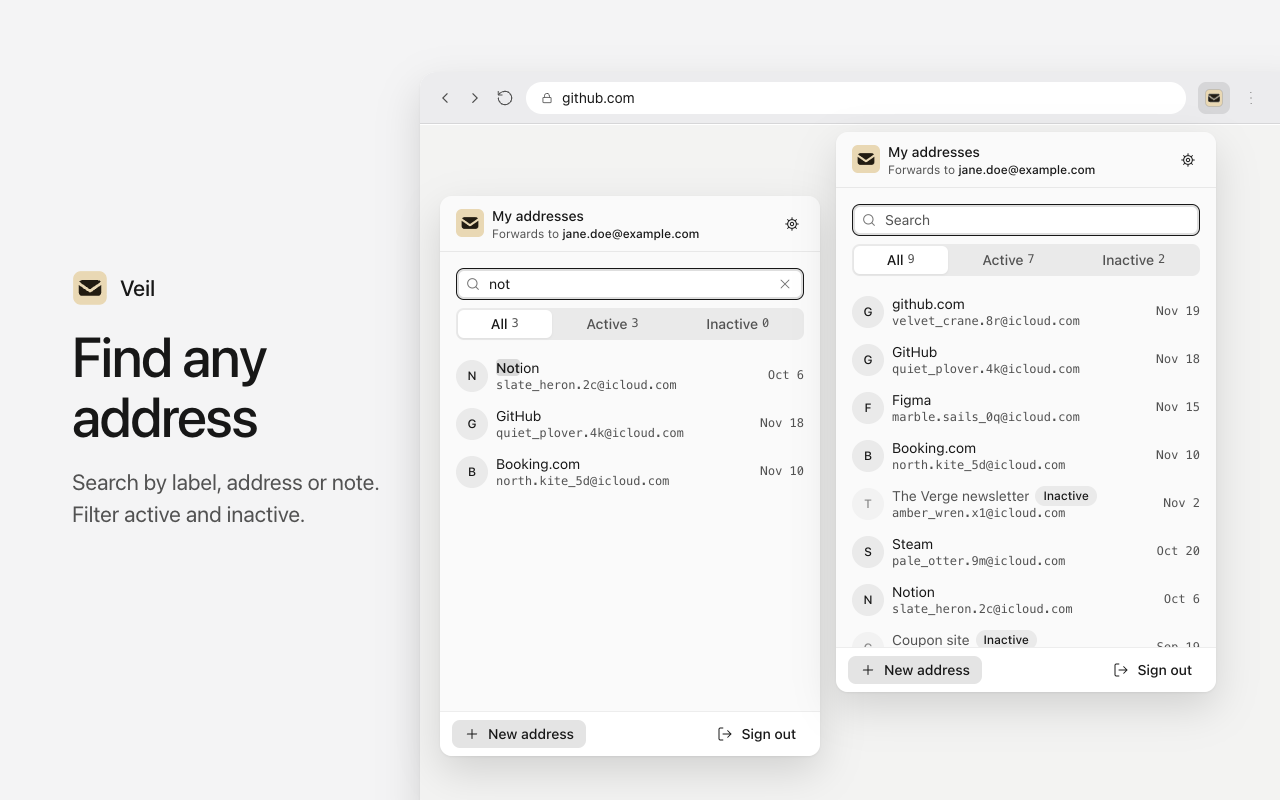 Veil
Find any
address
Search by label, address or note.
Filter active and inactive.
github.com
My addresses
Forwards to jane.doe@example.com
not
All 3
Active 3
Inactive 0
N
Notion
slate_heron.2c@icloud.com
Oct 6
G
GitHub
quiet_plover.4k@icloud.com
Nov 18
B
Booking.com
north.kite_5d@icloud.com
Nov 10
New address
Sign out
My addresses
Forwards to jane.doe@example.com
Search
All 9
Active 7
Inactive 2
G
github.com
velvet_crane.8r@icloud.com
Nov 19
G
GitHub
quiet_plover.4k@icloud.com
Nov 18
F
Figma
marble.sails_0q@icloud.com
Nov 15
B
Booking.com
north.kite_5d@icloud.com
Nov 10
T
The Verge newsletter Inactive
amber_wren.x1@icloud.com
Nov 2
S
Steam
pale_otter.9m@icloud.com
Oct 20
N
Notion
slate_heron.2c@icloud.com
Oct 6
C
Coupon site Inactive
Sep 19
New address
Sign out